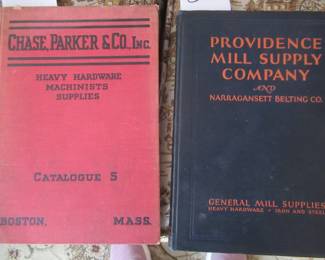 CHASE, PARKER & CO., INC.
HEAVY HARDWARE
MACHINISTS
SUPPLIES
CATALOGUE 5
BOSTON, MASS.
PROVIDENCE
MILL SUPPLY
COMPANY
AND
NARRAGANSETT BELTING CO.
GENERAL MILL SUPPLIES
HEAVY HARDWARE • IRON AND STEEL